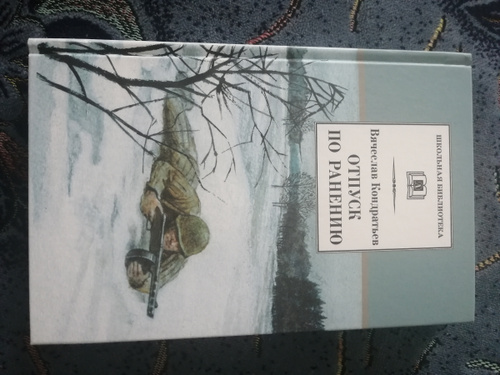 ШКОЛЬНАЯ БИБЛИОТЕКА
Вячеслав Кондратьев
ОТПУСК
ПО РАНЕНИЮ